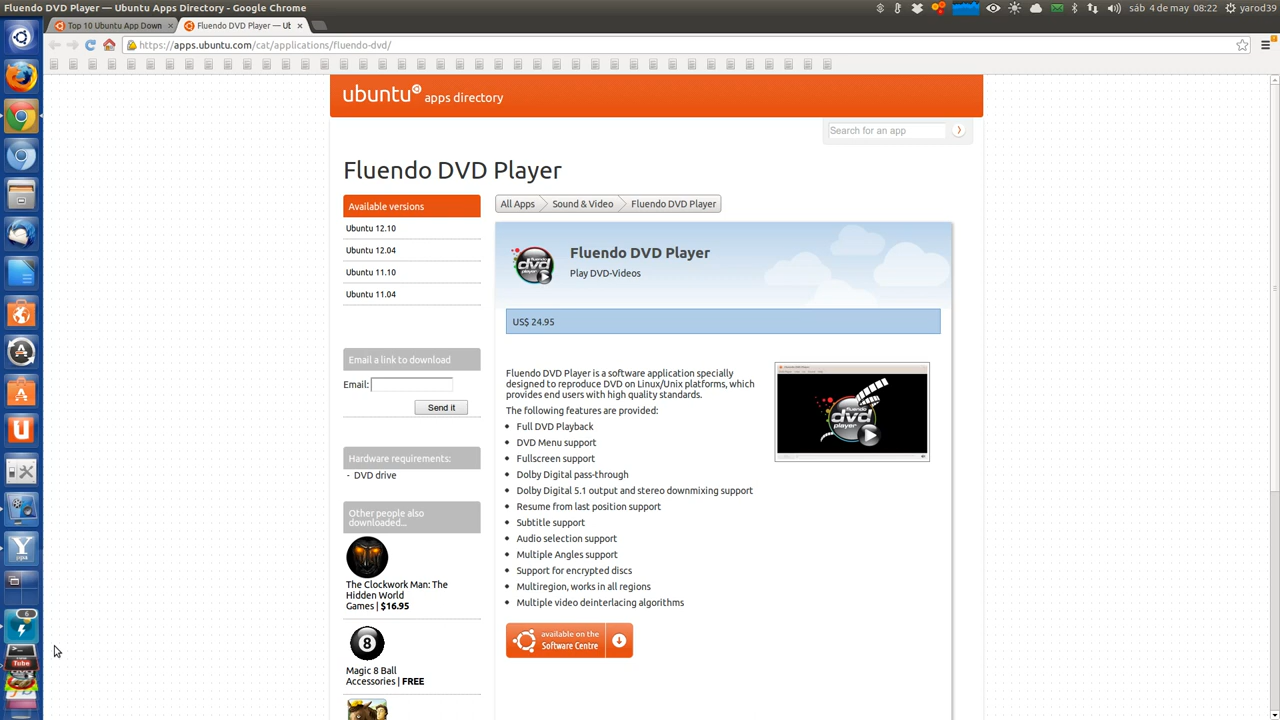 Fluendo DVD Player — Ubuntu Apps Directory - Google Chrome
sáb 4 de may 08:22
yarod39
Top 10 Ubuntu App Down
Fluendo DVD Player — Ut
https://apps.ubuntu.com/cat/applications/fluendo-dvd/
ubuntu apps directory
Search for an app
Fluendo DVD Player
Available versions
Ubuntu 12.10
Ubuntu 12.04
Ubuntu 11.10
Ubuntu 11.04
Email a link to download
Email:
Send it
Hardware requirements:
- DVD drive
Other people also
downloaded...
The Clockwork Man: The
Hidden World
Games | $16.95
8
Magic 8 Ball
Accessories | FREE
All Apps
Sound & Video
Fluendo DVD Player
Fluendo DVD Player
Play DVD-Videos
US$ 24.95
Fluendo DVD Player is a software application specially
designed to reproduce DVD on Linux/Unix platforms, which
provides end users with high quality standards.
The following features are provided:
Full DVD Playback
DVD Menu support
Fullscreen support
Dolby Digital pass-through
Dolby Digital 5.1 output and stereo downmixing support
Resume from last position support
Subtitle support
Audio selection support
Multiple Angles support
Support for encrypted discs
Multiregion, works in all regions
Multiple video deinterlacing algorithms
available on the
Software Centre
fluendo
dvd
player
6
Tube